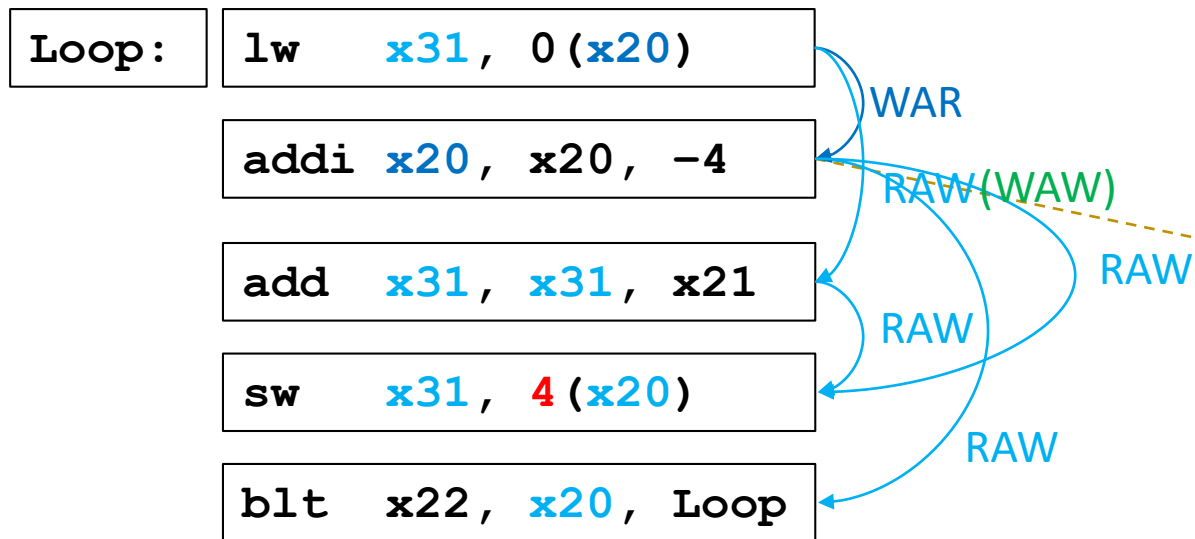 Loop: lw x31, 0(x20)
WAR
addi x20, x20, −4
RAW(WAW)
RAW
add x31, x31, x21
RAW
sw x31, 4(x20)
RAW
blt x22, x20, Loop